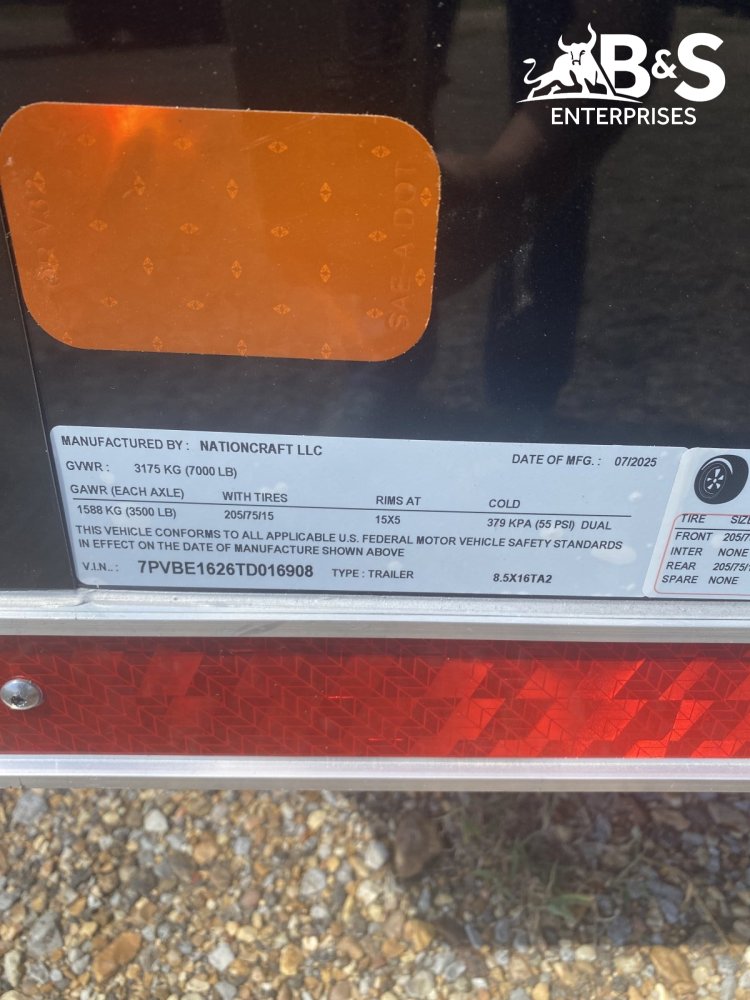 B&S
ENTERPRISES
SAE-A DOT
MANUFACTURED BY : NATIONCRAFT LLC DATE OF MFG. : 07/2025
GVWR : 3175 KG (7000 LB)
GAWR (EACH AXLE) WITH TIRES RIMS AT COLD
1588 KG (3500 LB) 205/75/15 15X5 379 KPA (55 PSI) DUAL
THIS VEHICLE CONFORMS TO ALL APPLICABLE U.S. FEDERAL MOTOR VEHICLE SAFETY STANDARDS
IN EFFECT ON THE DATE OF MANUFACTURE SHOWN ABOVE
V.I.N.. : 7PVBE1626TD016908 TYPE : TRAILER 8.5X16TA2
TIRE
FRONT
INTER NONE
REAR
SPARE NONE